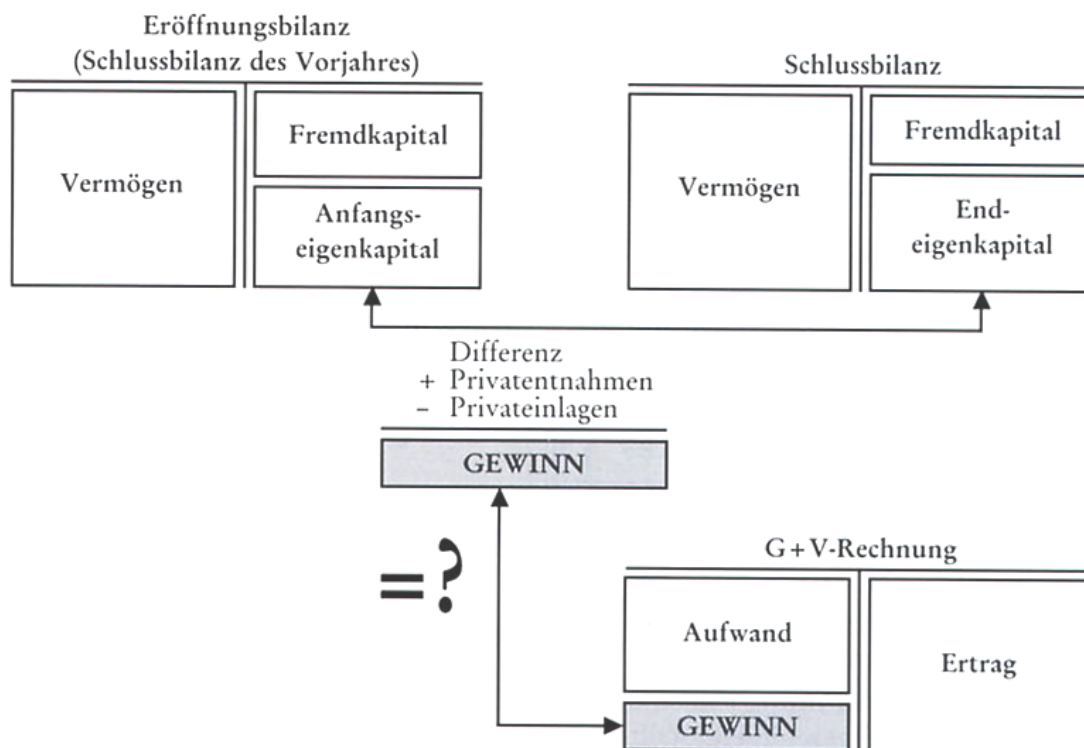 Eröffnungsbilanz
(Schlussbilanz des Vorjahres)
Vermögen
Fremdkapital
Anfangs-
eigenkapital
Schlussbilanz
Vermögen
Fremdkapital
End-
eigenkapital
Differenz
+ Privatentnahmen
– Privateinlagen
GEWINN
=?
G+V-Rechnung
Aufwand
GEWINN
Ertrag